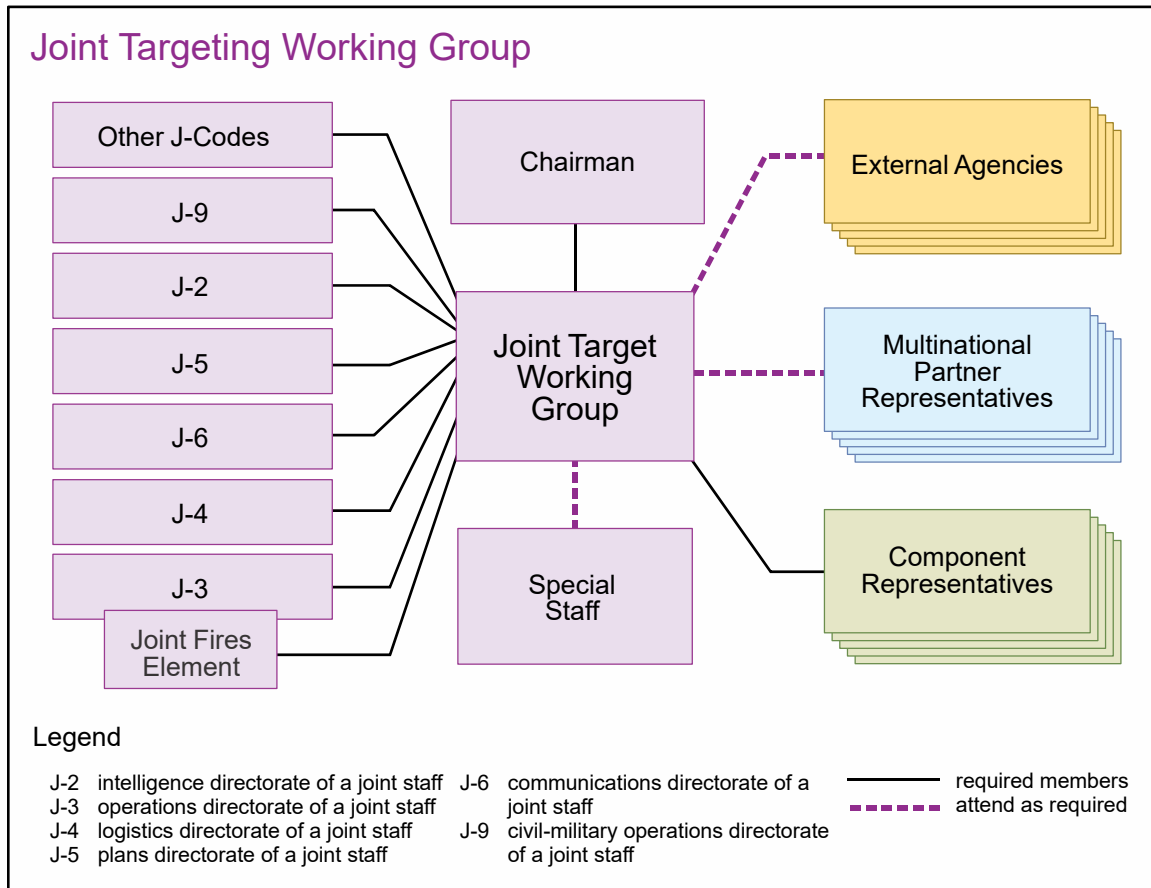 Joint Targeting Working Group
Other J-Codes
J-9
J-2
J-5
J-6
J-4
J-3
Joint Fires
Element
Chairman
Joint Target
Working
Group
Special
Staff
External Agencies
Multinational
Partner
Representatives
Component
Representatives
Legend
J-2 intelligence directorate of a joint staff
J-3 operations directorate of a joint staff
J-4 logistics directorate of a joint staff
J-5 plans directorate of a joint staff
J-6 communications directorate of a
joint staff
J-9 civil-military operations directorate
of a joint staff
required members
attend as required